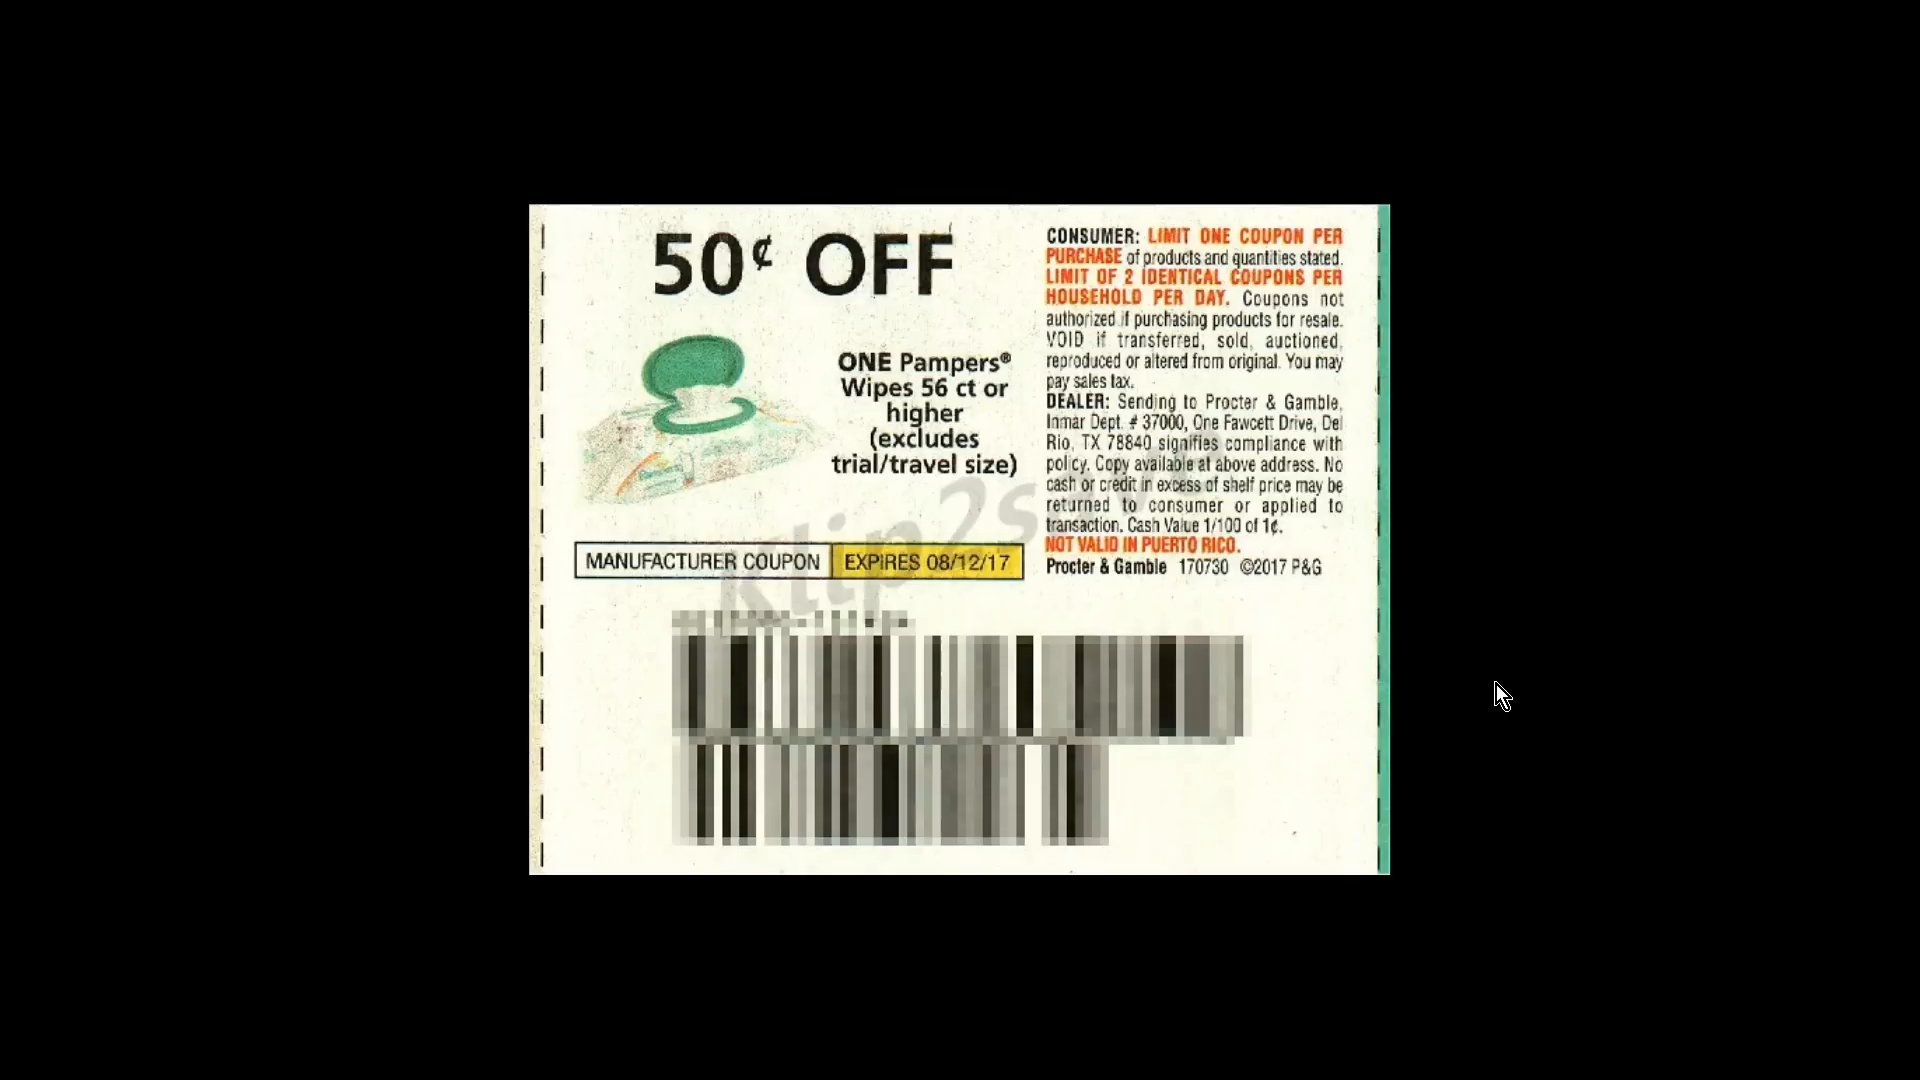 50¢ OFF
ONE Pampers®
Wipes 56 ct or
higher
(excludes
trial/travel size)
MANUFACTURER COUPON EXPIRES 08/12/17
CONSUMER: LIMIT ONE COUPON PER
PURCHASE of products and quantities stated.
LIMIT OF 2 IDENTICAL COUPONS PER
HOUSEHOLD PER DAY. Coupons not
authorized if purchasing products for resale.
VOID if transferred, sold, auctioned,
reproduced or altered from original. You may
pay sales tax.
DEALER: Sending to Procter & Gamble,
Inmar Dept. # 37000, One Fawcett Drive, Del
Rio, TX 78840 signifies compliance with
policy. Copy available at above address. No
cash or credit in excess of shelf price may be
returned to consumer or applied to
transaction. Cash Value 1/100 of 1¢.
NOT VALID IN PUERTO RICO.
Procter & Gamble 170730 ©2017 P&G
Klip2save